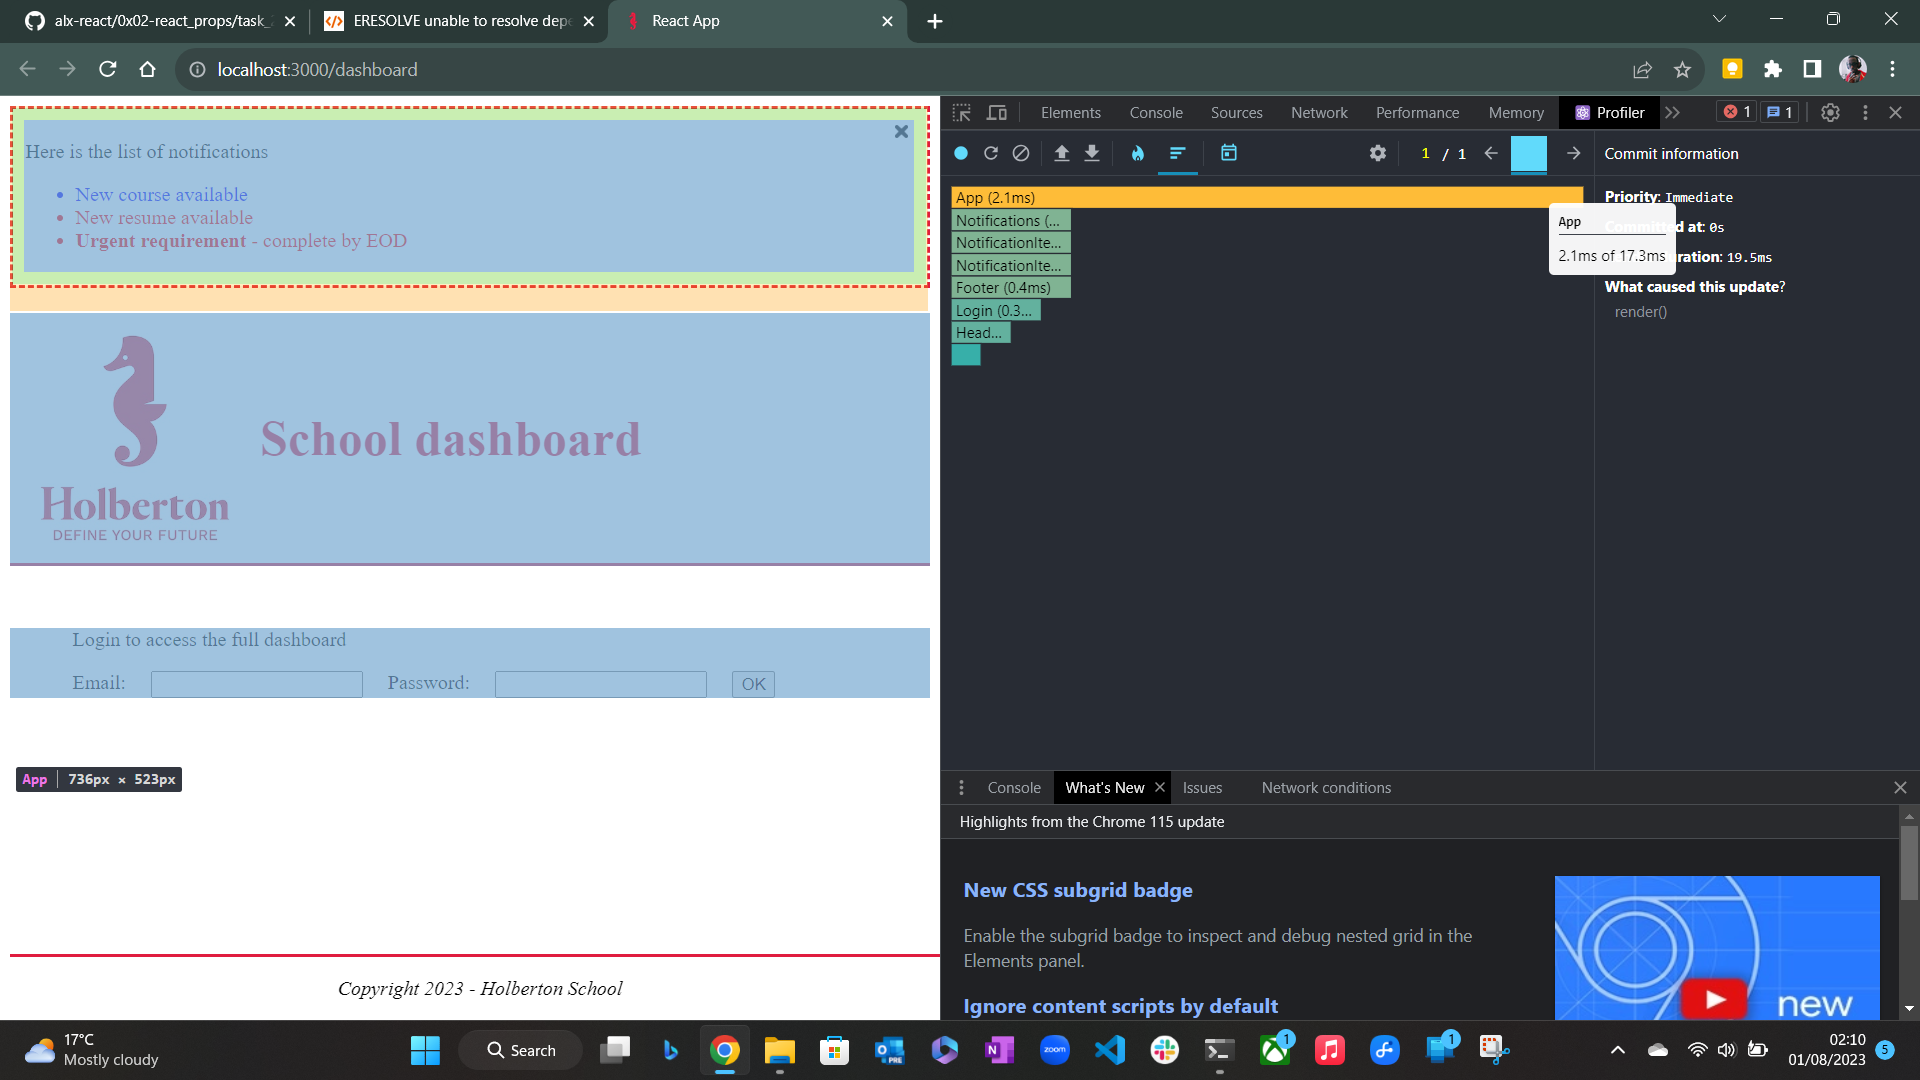 alx-react/0x02-react_props/task_
ERESOLVE unable to resolve depe
React App
localhost:3000/dashboard
Here is the list of notifications
New course available
New resume available
Urgent requirement - complete by EOD
School dashboard
Holberton
DEFINE YOUR FUTURE
Login to access the full dashboard
Email:
Password:
OK
App 736px × 523px
Copyright 2023 - Holberton School
Elements
Console
Sources
Network
Performance
Memory
Profiler
1
1
1 / 1
Commit information
App (2.1ms)
Notifications (...
NotificationIte...
NotificationIte...
Footer (0.4ms)
Login (0.3...
Head...
App
2.1ms of 17.3ms
Priority: Immediate
at: 0s
19.5ms
What caused this update?
render()
Console
What's New
Issues
Network conditions
Highlights from the Chrome 115 update
New CSS subgrid badge
Enable the subgrid badge to inspect and debug nested grid in the
Elements panel.
Ignore content scripts by default
new
17°C
Mostly cloudy
Search
PRE
N
zoom
1
1
02:10
01/08/2023
5